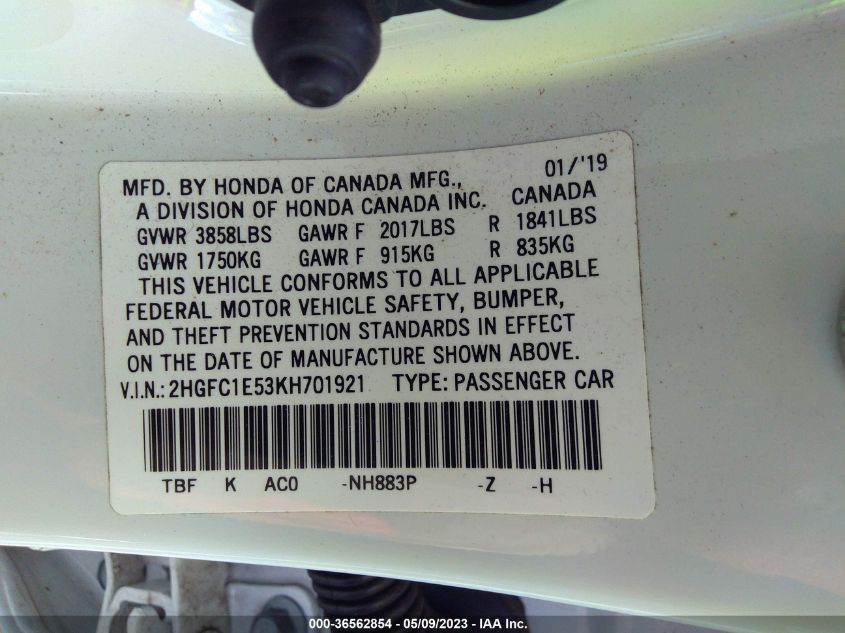 MFD. BY HONDA OF CANADA MFG., 01/'19
A DIVISION OF HONDA CANADA INC. CANADA
GVWR 3858LBS GAWR F 2017LBS R 1841LBS
GVWR 1750KG GAWR F 915KG R 835KG
THIS VEHICLE CONFORMS TO ALL APPLICABLE
FEDERAL MOTOR VEHICLE SAFETY, BUMPER,
AND THEFT PREVENTION STANDARDS IN EFFECT
ON THE DATE OF MANUFACTURE SHOWN ABOVE.
V.I.N.: 2HGFC1E53KH701921 TYPE: PASSENGER CAR
TBF K AC0 -NH883P -Z -H
000-36562854 / 05/09/2023 - IAA Inc.